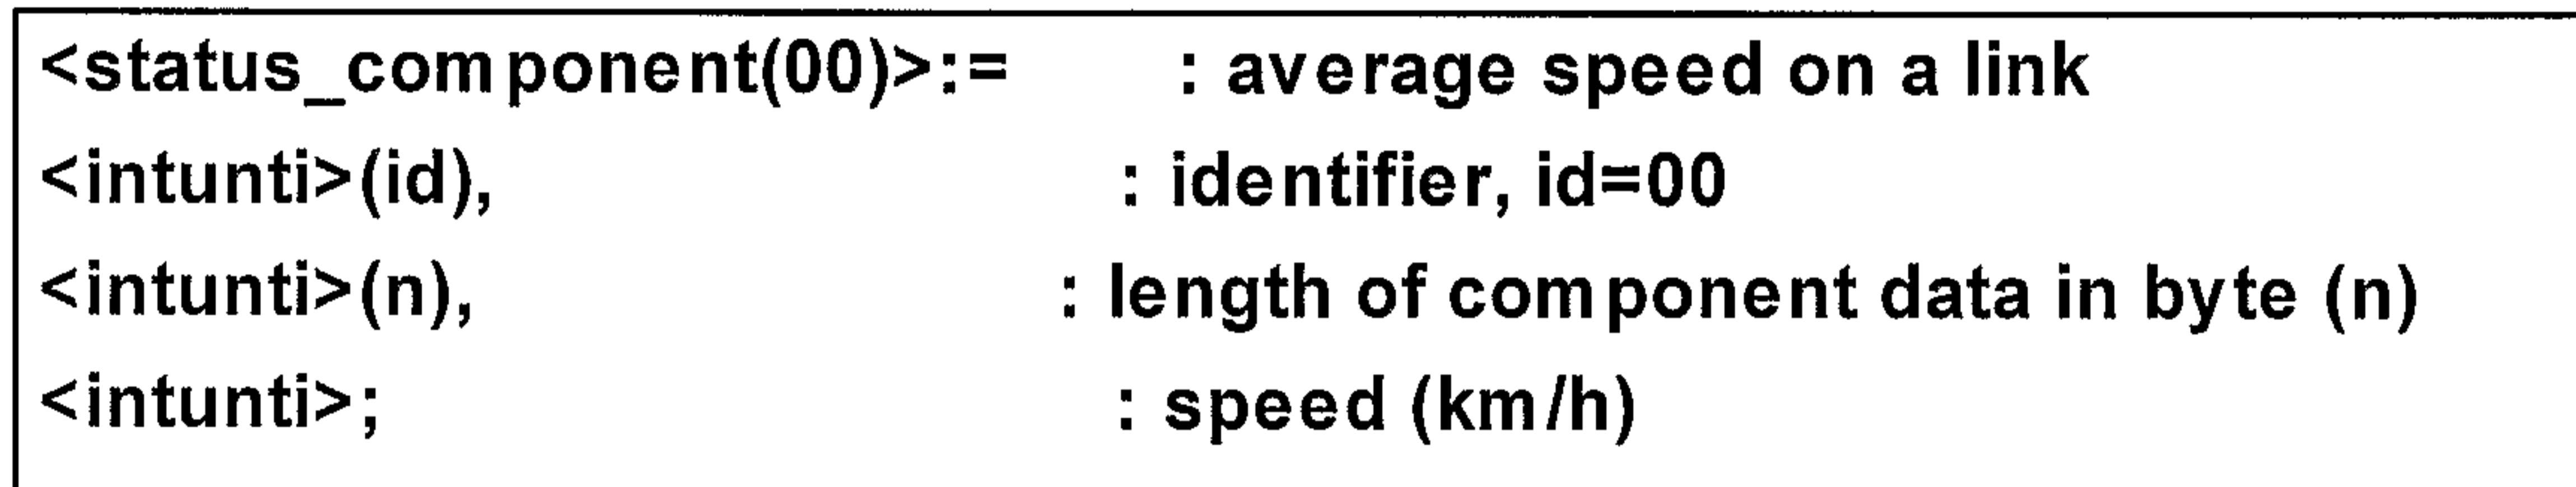 <status_component(00)>:= : average speed on a link
<intunti>(id), : identifier, id=00
<intunti>(n), : length of component data in byte (n)
<intunti>; : speed (km/h)